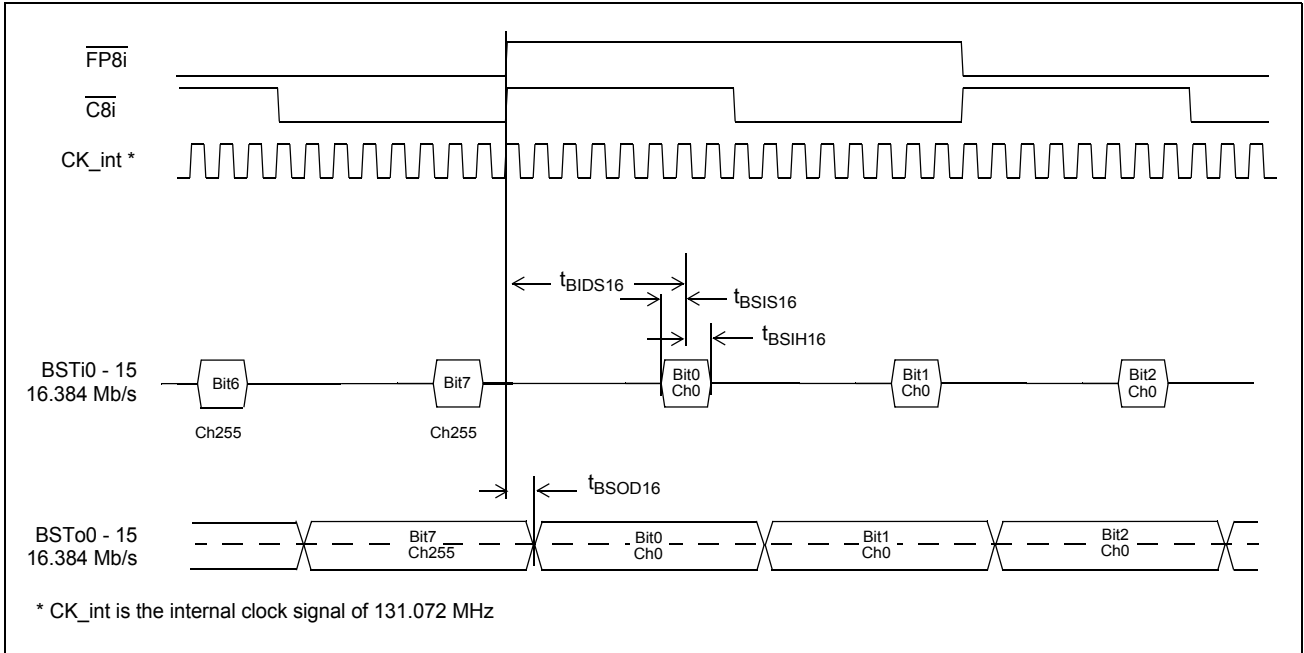 FP8i
C8i
CK_int *
tBIDS16
tBSIS16
tBSIH16
BSTi0 - 15
16.384 Mb/s
Bit6
Bit7
Bit0
Ch0
Bit1
Ch0
Bit2
Ch0
Ch255
Ch255
tBSOD16
BSTo0 - 15
16.384 Mb/s
Bit7
Ch255
Bit0
Ch0
Bit1
Ch0
Bit2
Ch0
* CK_int is the internal clock signal of 131.072 MHz